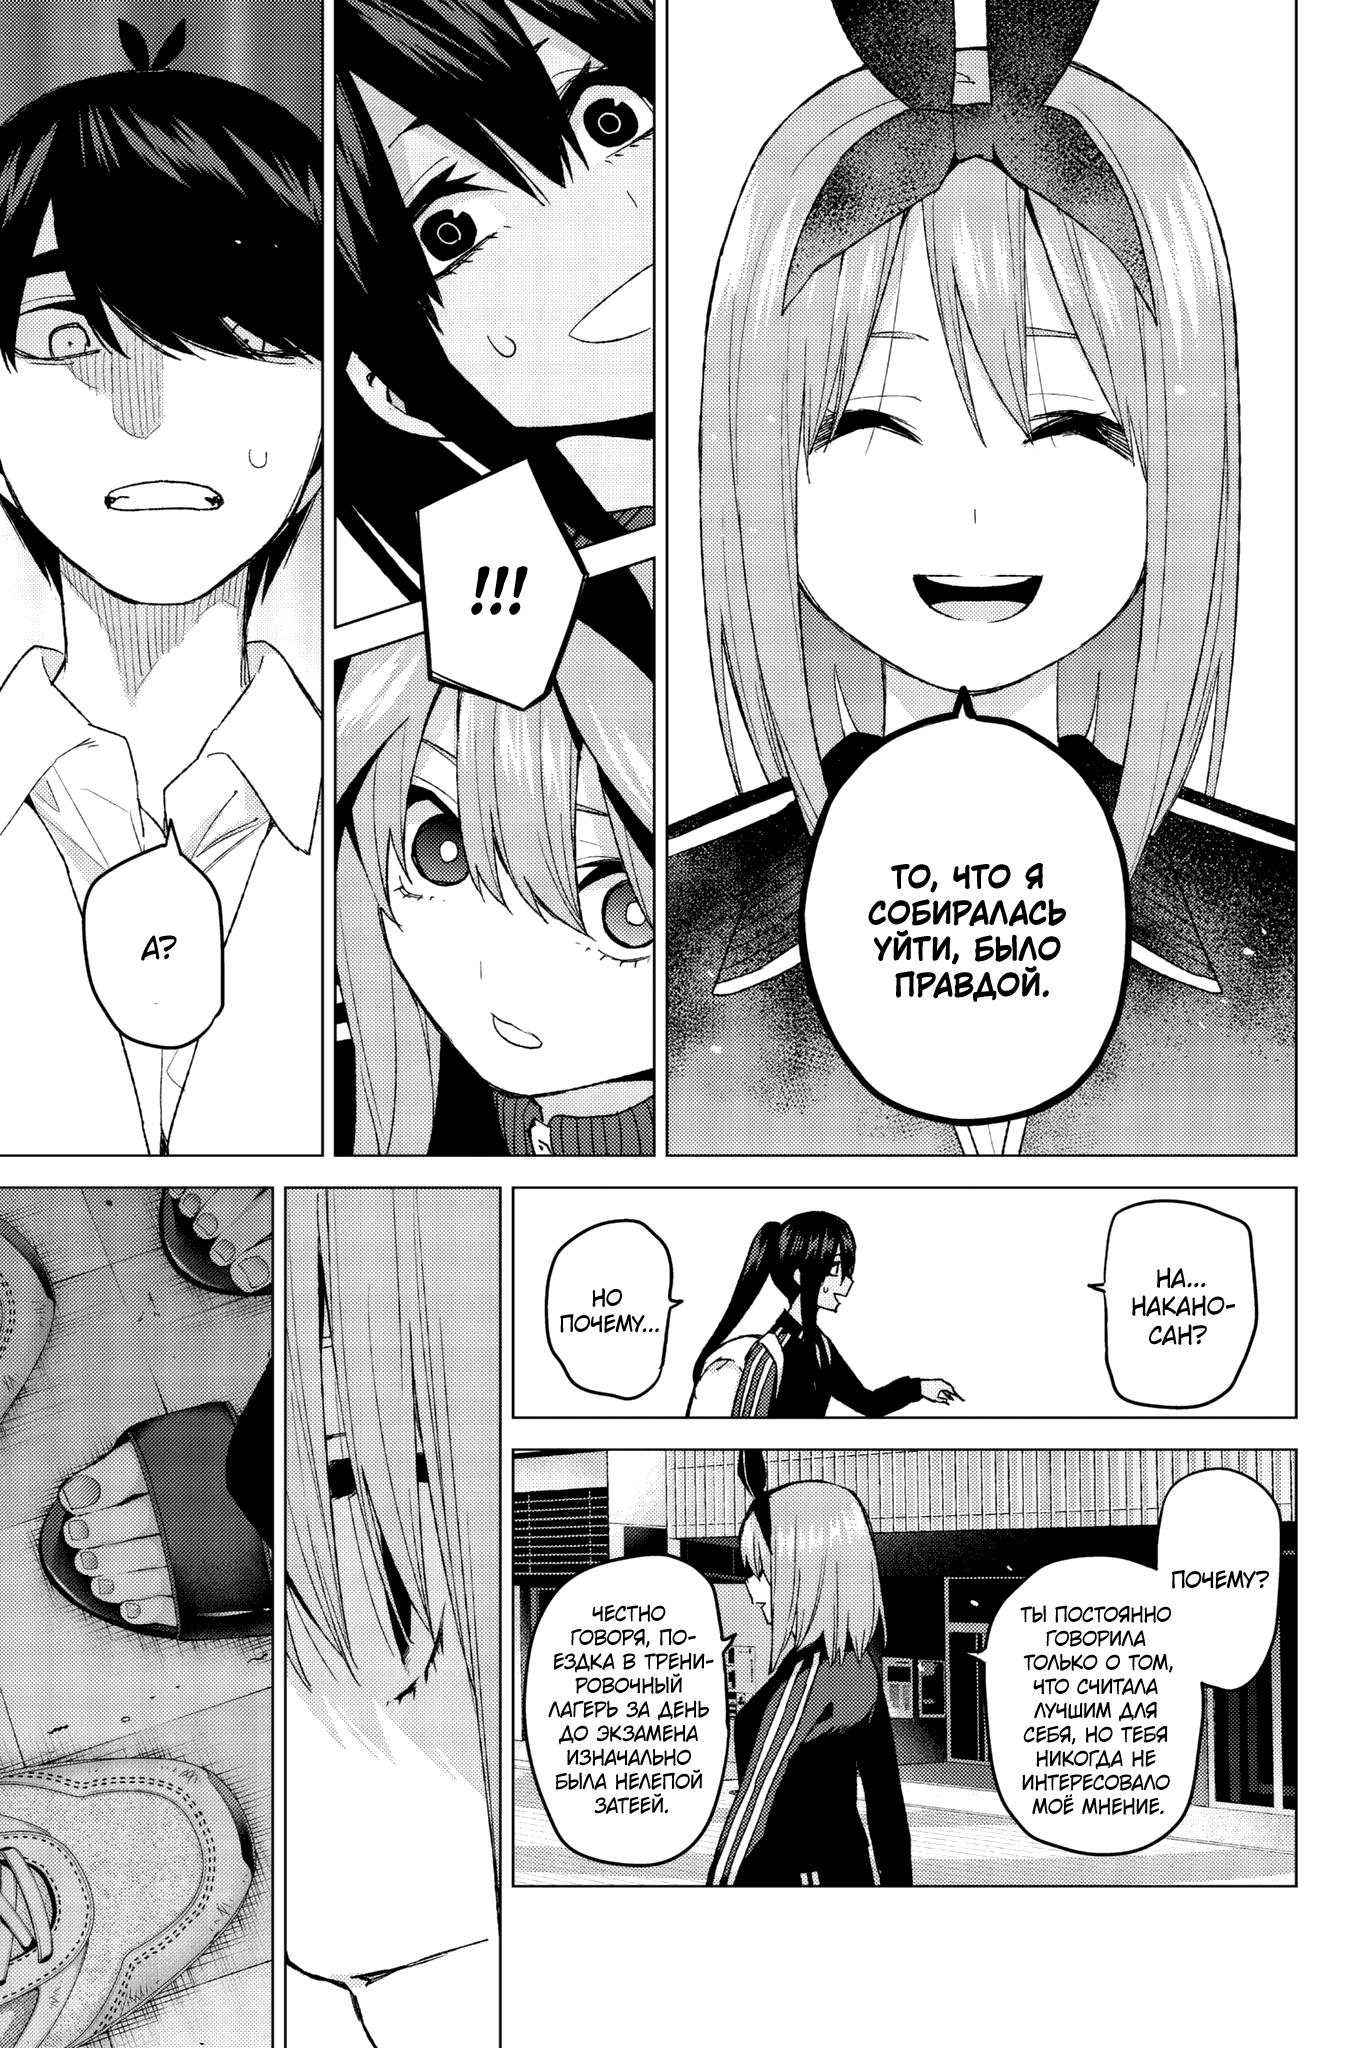 ТО, ЧТО Я
СОБИРАЛАСЬ
УЙТИ, БЫЛО
ПРАВДОЙ.
!!!
А?
НА...
НАКАНО-
САН?
НО
ПОЧЕМУ...
ПОЧЕМУ?
ТЫ ПОСТОЯННО
ГОВОРИЛА
ТОЛЬКО О ТОМ,
ЧТО СЧИТАЛА
ЛУЧШИМ ДЛЯ
СЕБЯ, НО ТЕБЯ
НИКОГДА НЕ
ИНТЕРЕСОВАЛО
МОЁ МНЕНИЕ.
ЧЕСТНО
ГОВОРЯ, ПО-
ЕЗДКА В ТРЕНИ-
РОВОЧНЫЙ
ЛАГЕРЬ ЗА ДЕНЬ
ДО ЭКЗАМЕНА
ИЗНАЧАЛЬНО
БЫЛА НЕЛЕПОЙ
ЗАТЕЕЙ.